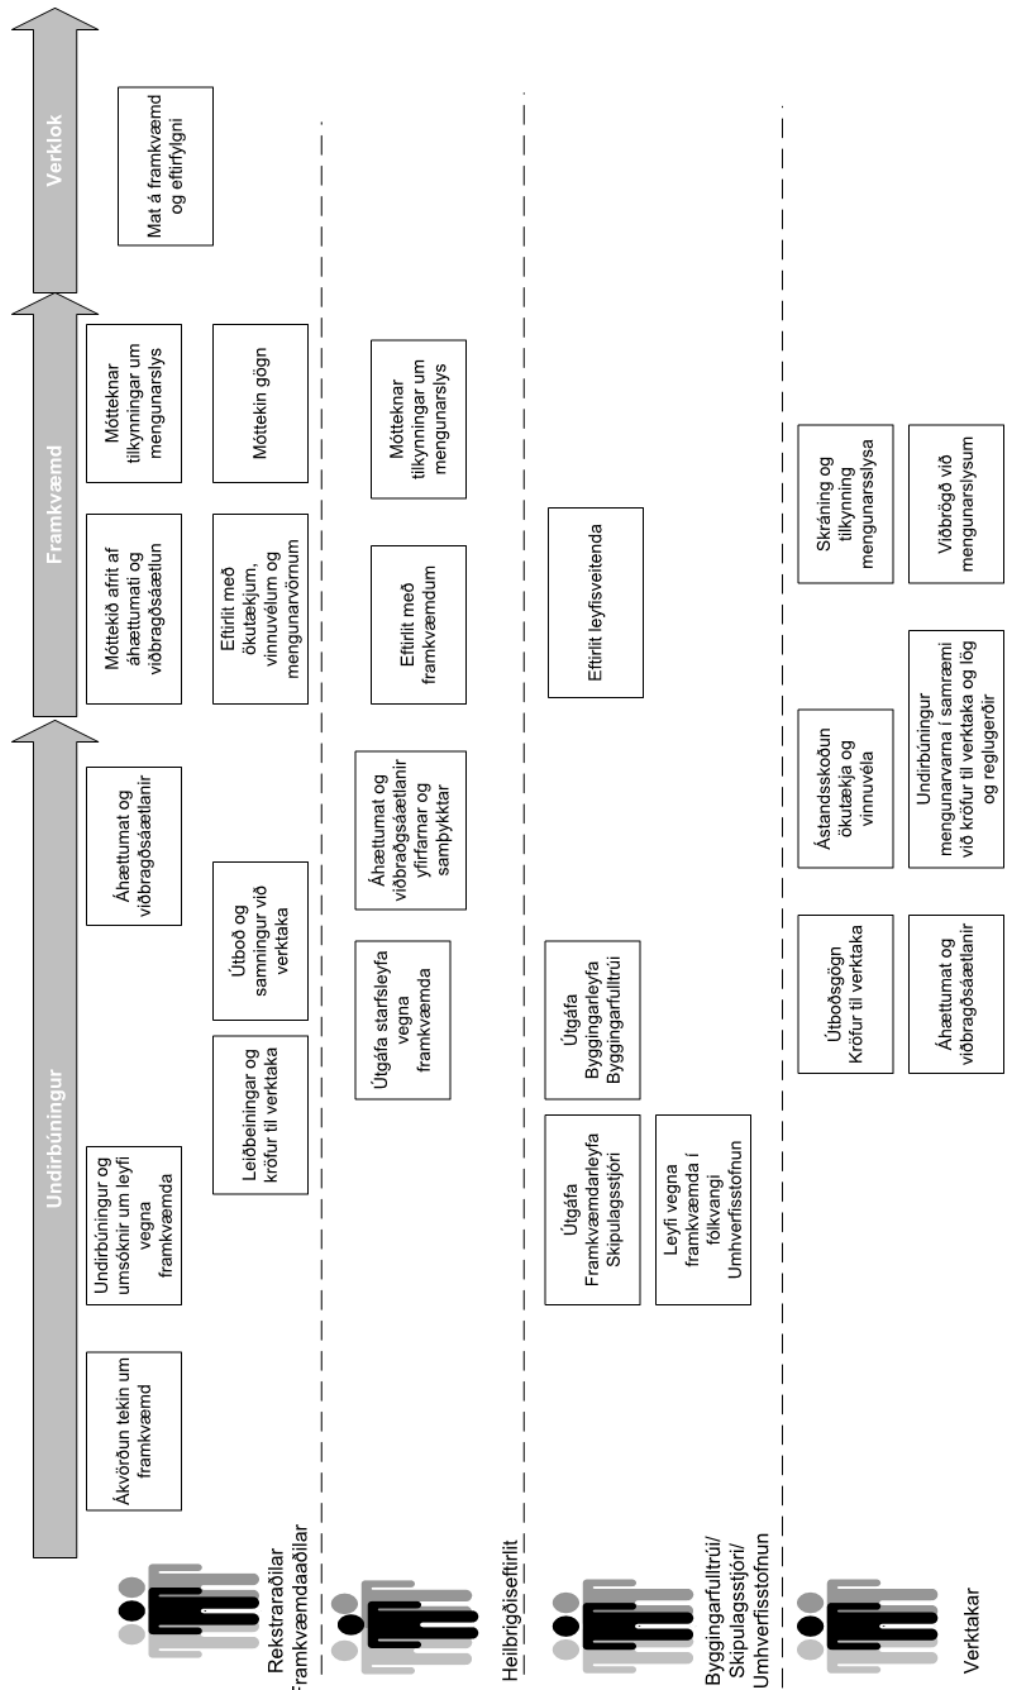 Undirbúningur
Framkvæmd
Verklok
Rekstraraðilar
Framkvæmdaaðilar
Ákvörðun tekin um
framkvæmd
Undirbúningur og
umsóknir um leyfi
vegna
framkvæmda
Leiðbeiningar og
kröfur til verktaka
Útboð og
samningur við
verktaka
Áhættumat og
viðbragðsáætlanir
Móttekið afrit af
áhættumati og
viðbragðsáætlun
Eftirlit með
ökutækjum,
vinnuvélum og
mengunarvörnum
Mótteknar
tilkynningar um
mengunarslys
Móttekin gögn
Mat á framkvæmd
og eftirfylgni
Heilbrigðiseftirlit
Útgáfa starfsleyfa
vegna
framkvæmda
Áhættumat og
viðbraðgsáætlanir
yfirfarnar og
samþykktar
Eftirlit með
framkvæmdum
Mótteknar
tilkynningar um
mengunarslys
Byggingarfulltrúi/
Skipulagsstjóri/
Umhverfisstofnun
Útgáfa
Framkvæmdarleyfa
Skipulagsstjóri
Leyfi vegna
framkvæmda í
fólkvangi
Umhverfisstofnun
Útgáfa
Byggingarleyfa
Byggingarfulltrúi
Eftirlit leyfisveitenda
Verktakar
Útboðsgögn
Kröfur til verktaka
Áhættumat og
viðbragðsáætlanir
Ástandsskoðun
ökutækja og
vinnuvéla
Undirbúningur
mengunarvarna í samræmi
við kröfur til verktaka og lög
og reglugerðir
Skráning og
tilkynning
mengunarsslysa
Viðbrögð við
mengunarslysum